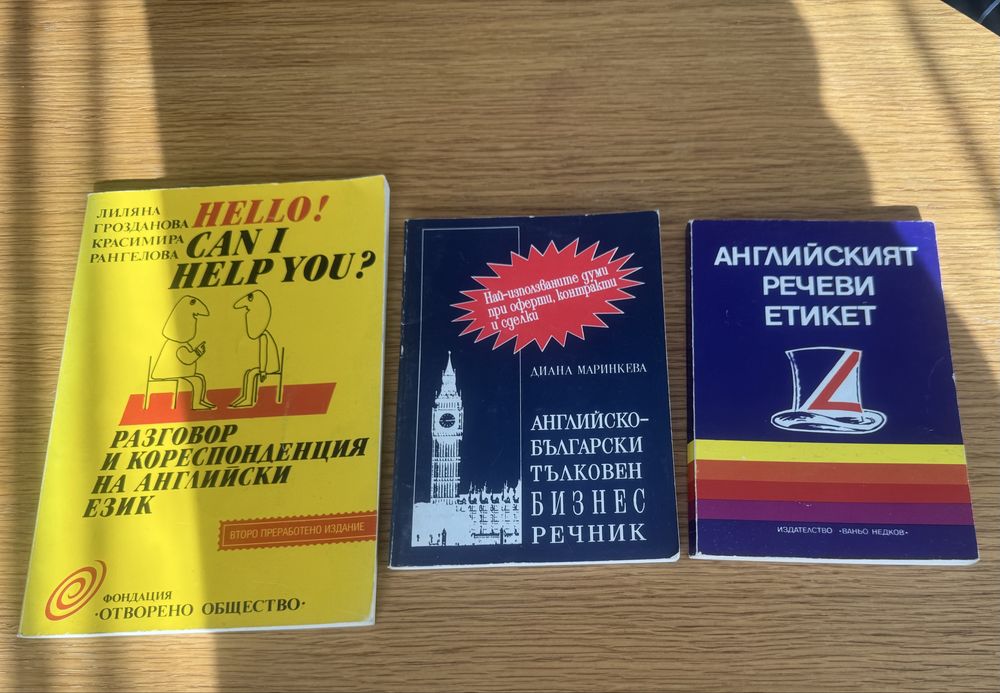 ЛИЛЯНА
ГРОЗДАНОВА
КРАСИМИРА
РАНГЕЛОВА
HELLO!
CAN I
HELP YOU?
РАЗГОВОР
И КОРЕСПОНДЕНЦИЯ
НА АНГЛИЙСКИ
ЕЗИК
ВТОРО ПРЕРАБОТЕНО ИЗДАНИЕ
ФОНДАЦИЯ
"ОТВОРЕНО ОБЩЕСТВО"
Най-използваните думи
при оферти, контракти
и сделки
ДИАНА МАРИНКЕВА
АНГЛИЙСКО-
БЪЛГАРСКИ
ТЪЛКОВЕН
БИЗНЕС
РЕЧНИК
АНГЛИЙСКИЯТ
РЕЧЕВИ
ЕТИКЕТ
ИЗДАТЕЛСТВО "ВАНЬО НЕДКОВ"